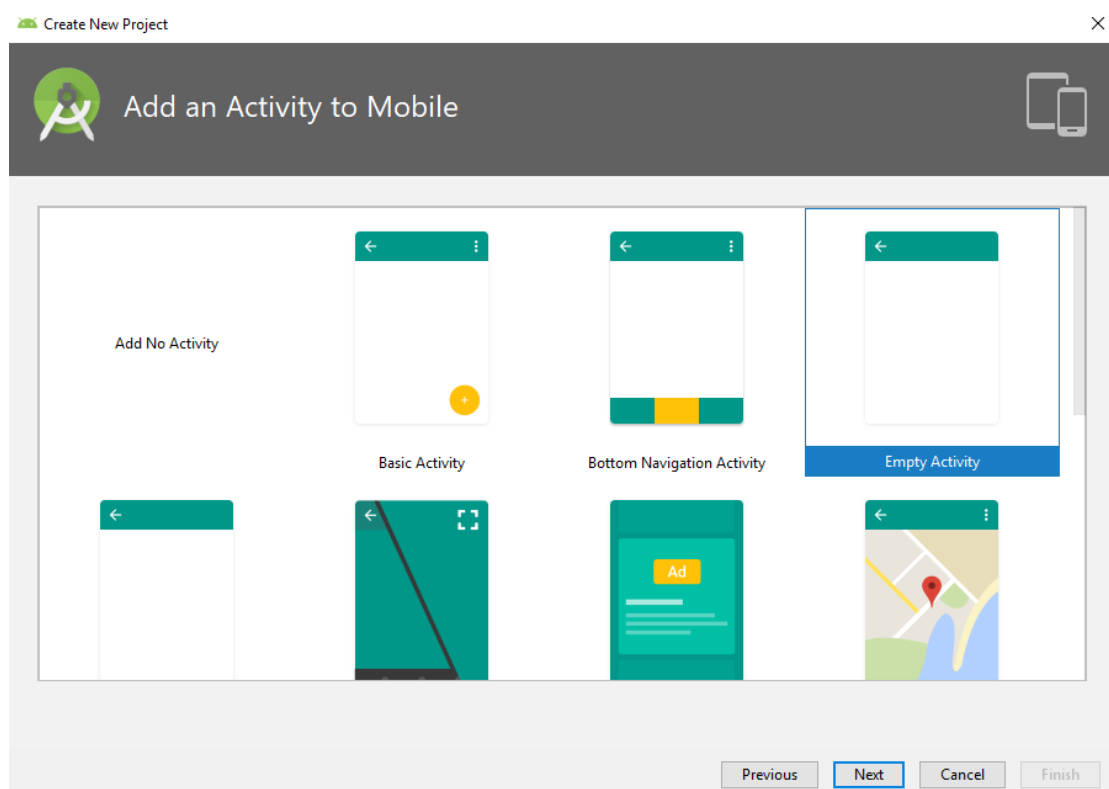 Create New Project
Add an Activity to Mobile
Add No Activity
Basic Activity
Bottom Navigation Activity
Empty Activity
Ad
Previous
Next
Cancel
Finish